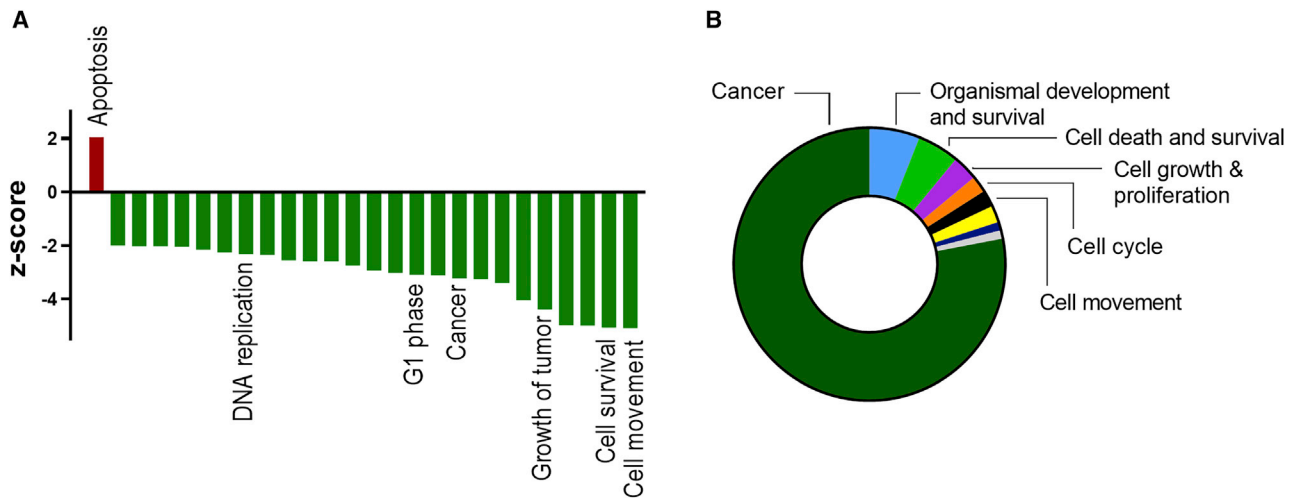 A
z-score
2
0
-2
-4
Apoptosis
DNA replication
G1 phase
Cancer
Growth of tumor
Cell survival
Cell movement
B
Cancer
Organismal development
and survival
Cell death and survival
Cell growth &
proliferation
Cell cycle
Cell movement